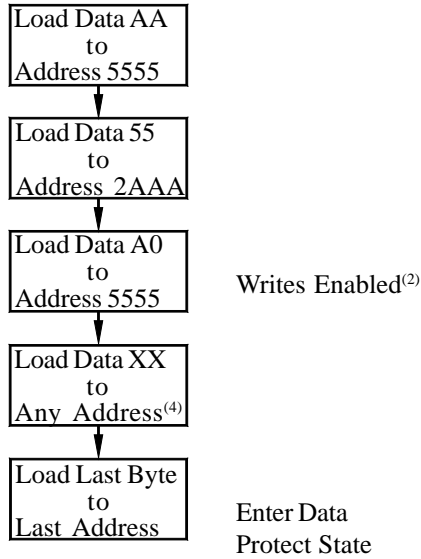 Load Data AA
to
Address 5555
Load Data 55
to
Address 2AAA
Load Data A0
to
Address 5555
Writes Enabled(2)
Load Data XX
to
Any Address(4)
Load Last Byte
to
Last Address
Enter Data
Protect State